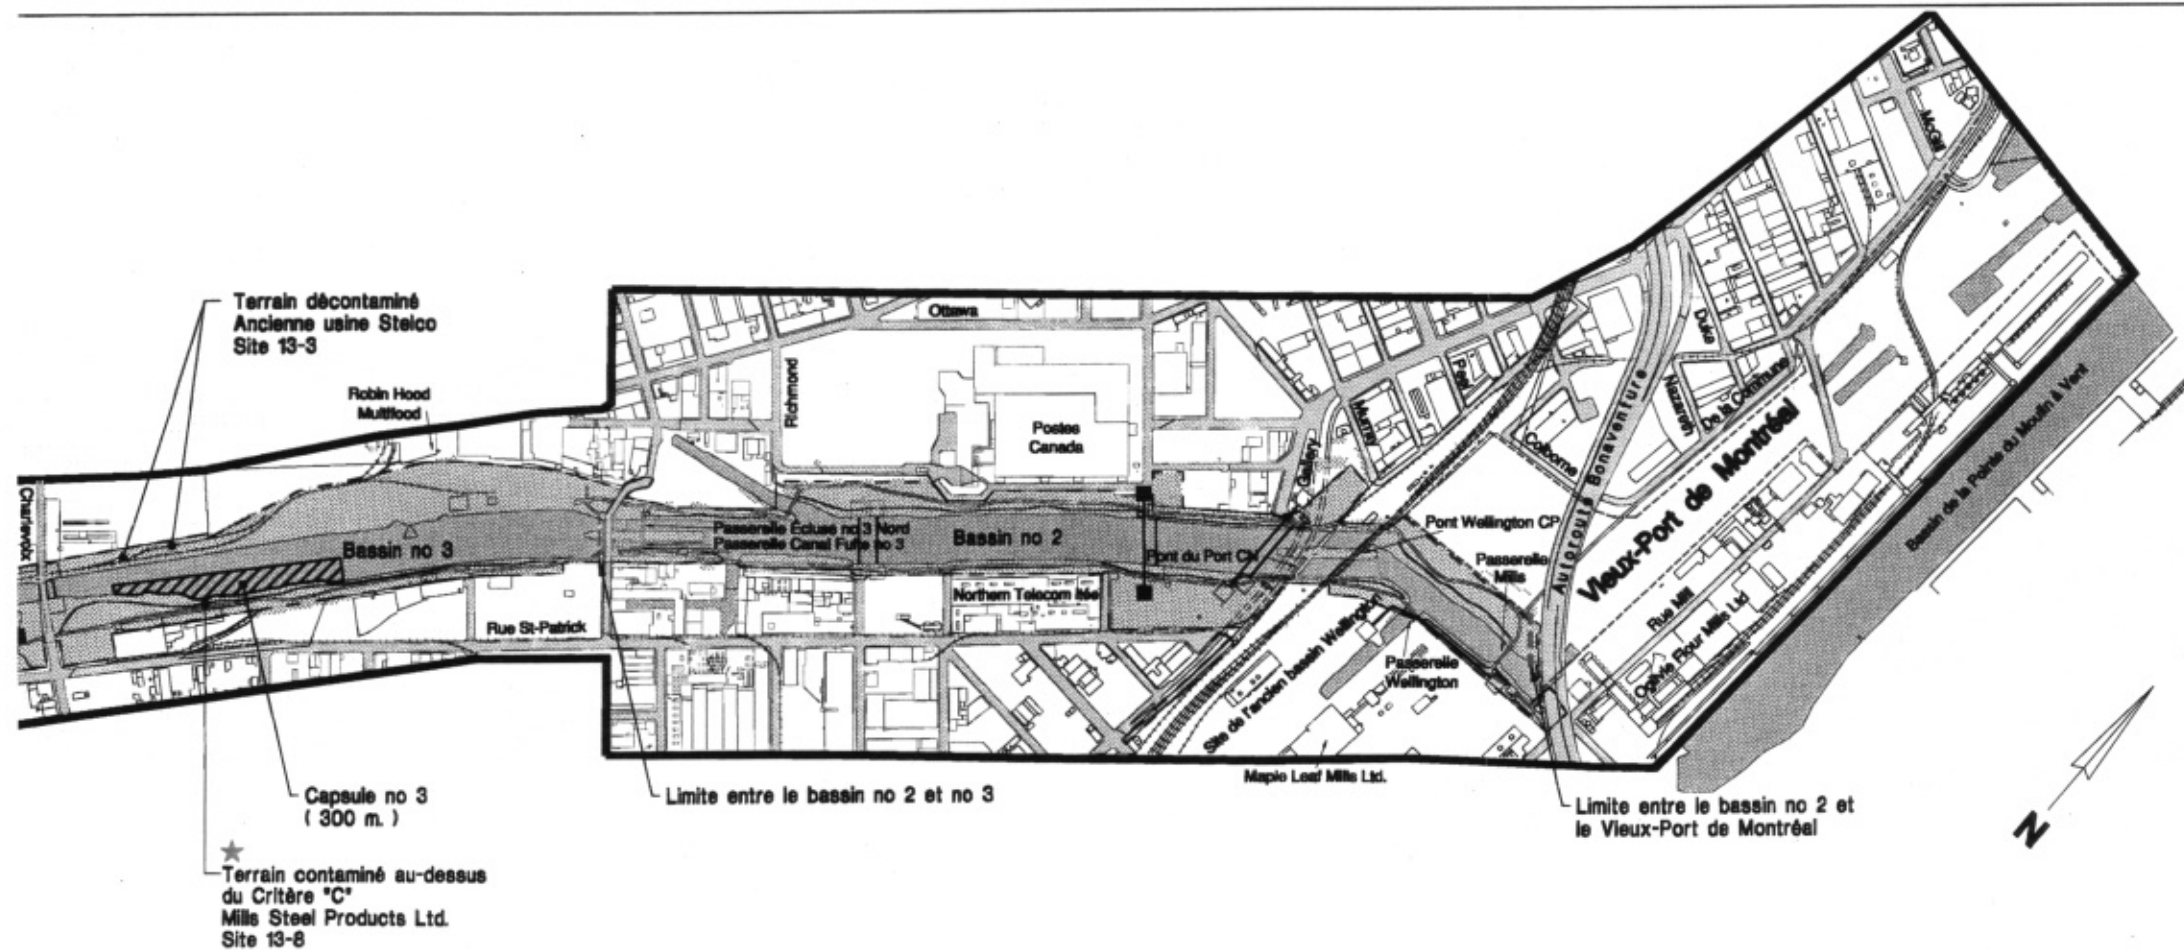 McGill
Terrain décontaminé
Ancienne usine Stelco
Site 13-3
Ottawa
Duke
Robin Hood
Multifood
Richmond
Peel
Nazareth
De la Commune
Murray
Postes
Canada
Colborne
Gallery
Autoroute Bonaventure
Vieux-Port de Montréal
Bassin de la Pointe du Moulin à Vent
Charlevoix
Bassin no 3
Passerelle Écluse no 3 Nord
Passerelle Canal Fuite no 3
Bassin no 2
Pont du Port CN
Pont Wellington CP
Passerelle
Mills
Northern Telecom ltée
Rue St-Patrick
Rue Mill
Ogilvie Flour Mills Ltd
Site de l'ancien bassin Wellington
Passerelle
Wellington
Maple Leaf Mills Ltd.
Capsule no 3
( 300 m. )
Limite entre le bassin no 2 et no 3
Limite entre le bassin no 2 et
le Vieux-Port de Montréal
N
Terrain contaminé au-dessus
du Critère "C"
Mills Steel Products Ltd.
Site 13-8